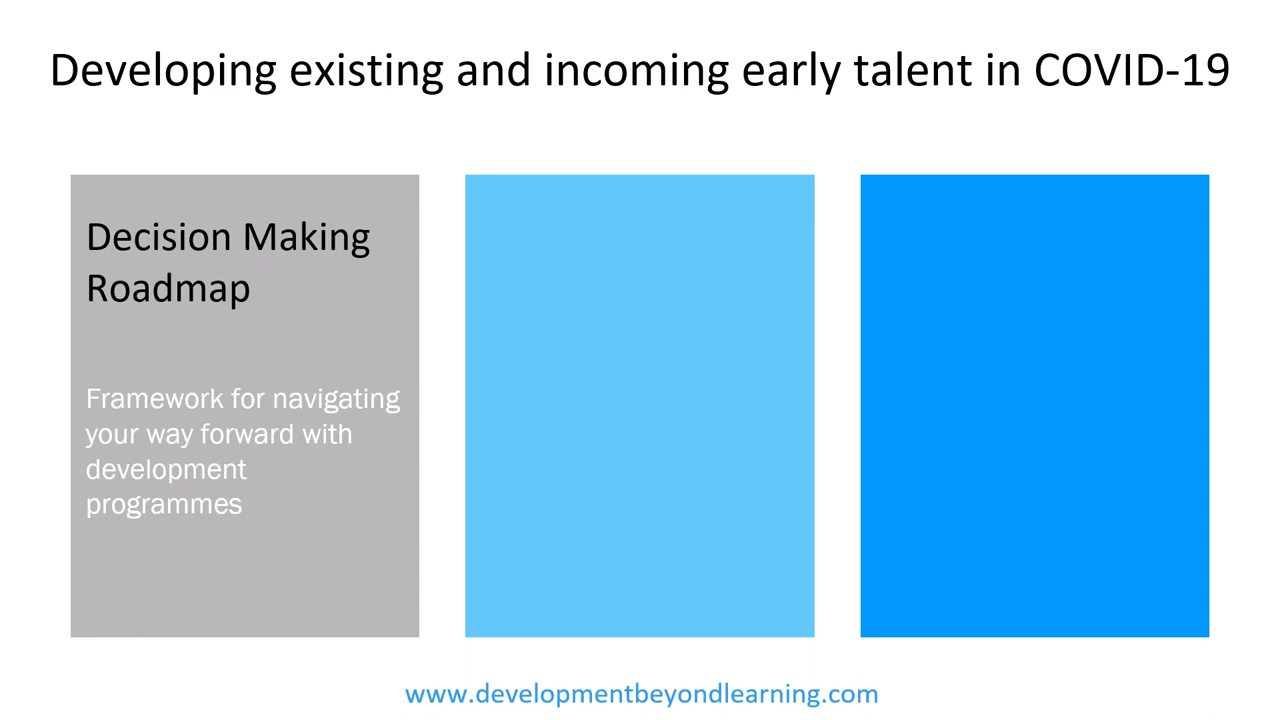 Developing existing and incoming early talent in COVID-19
Decision Making
Roadmap
Framework for navigating
your way forward with
development
programmes
www.developmentbeyondlearning.com